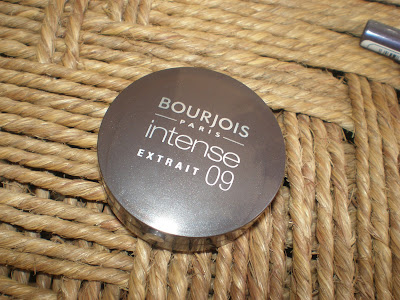 BOURJOIS
PARIS
intense
EXTRAIT 09